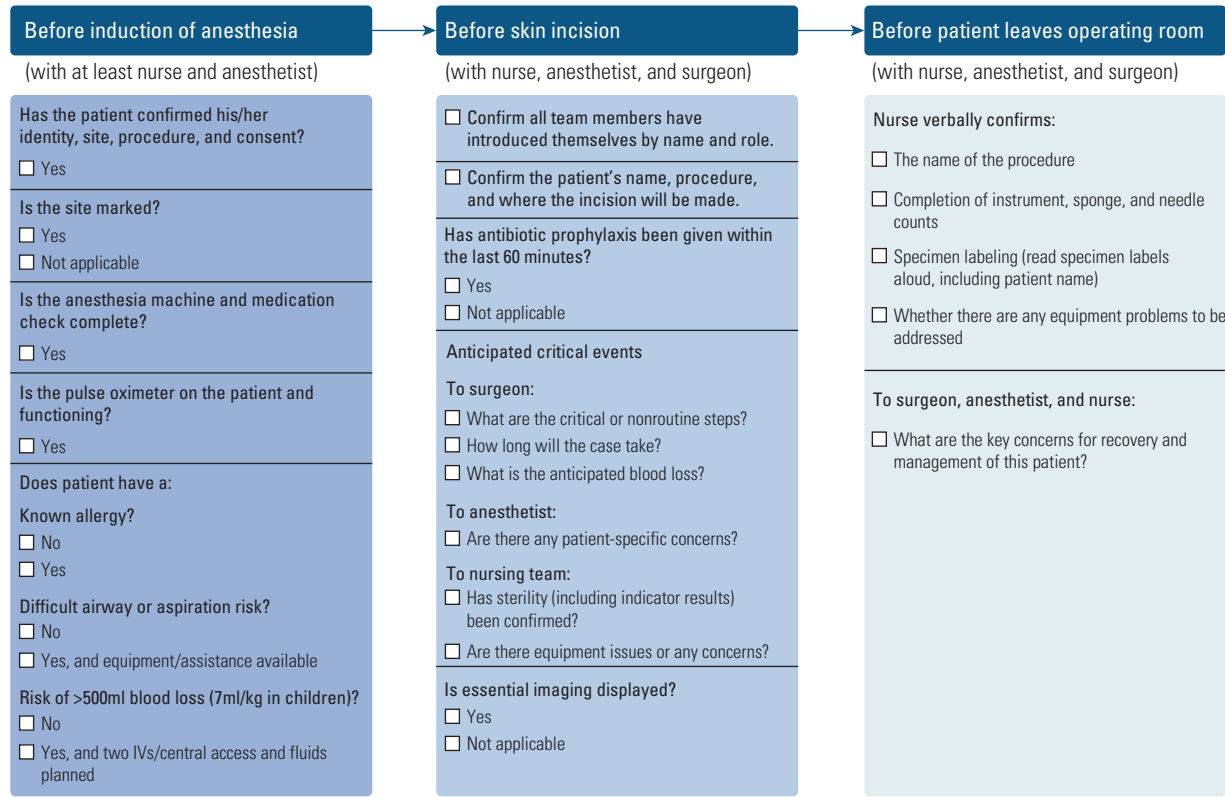 Before induction of anesthesia
(with at least nurse and anesthetist)
Has the patient confirmed his/her
identity, site, procedure, and consent?
Yes
Is the site marked?
Yes
Not applicable
Is the anesthesia machine and medication
check complete?
Yes
Is the pulse oximeter on the patient and
functioning?
Yes
Does patient have a:
Known allergy?
No
Yes
Difficult airway or aspiration risk?
No
Yes, and equipment/assistance available
Risk of >500ml blood loss (7ml/kg in children)?
No
Yes, and two IVs/central access and fluids
planned
Before skin incision
(with nurse, anesthetist, and surgeon)
Confirm all team members have
introduced themselves by name and role.
Confirm the patient's name, procedure,
and where the incision will be made.
Has antibiotic prophylaxis been given within
the last 60 minutes?
Yes
Not applicable
Anticipated critical events
To surgeon:
What are the critical or nonroutine steps?
How long will the case take?
What is the anticipated blood loss?
To anesthetist:
Are there any patient-specific concerns?
To nursing team:
Has sterility (including indicator results)
been confirmed?
Are there equipment issues or any concerns?
Is essential imaging displayed?
Yes
Not applicable
Before patient leaves operating room
(with nurse, anesthetist, and surgeon)
Nurse verbally confirms:
The name of the procedure
Completion of instrument, sponge, and needle
counts
Specimen labeling (read specimen labels
aloud, including patient name)
Whether there are any equipment problems to be
addressed
To surgeon, anesthetist, and nurse:
What are the key concerns for recovery and
management of this patient?